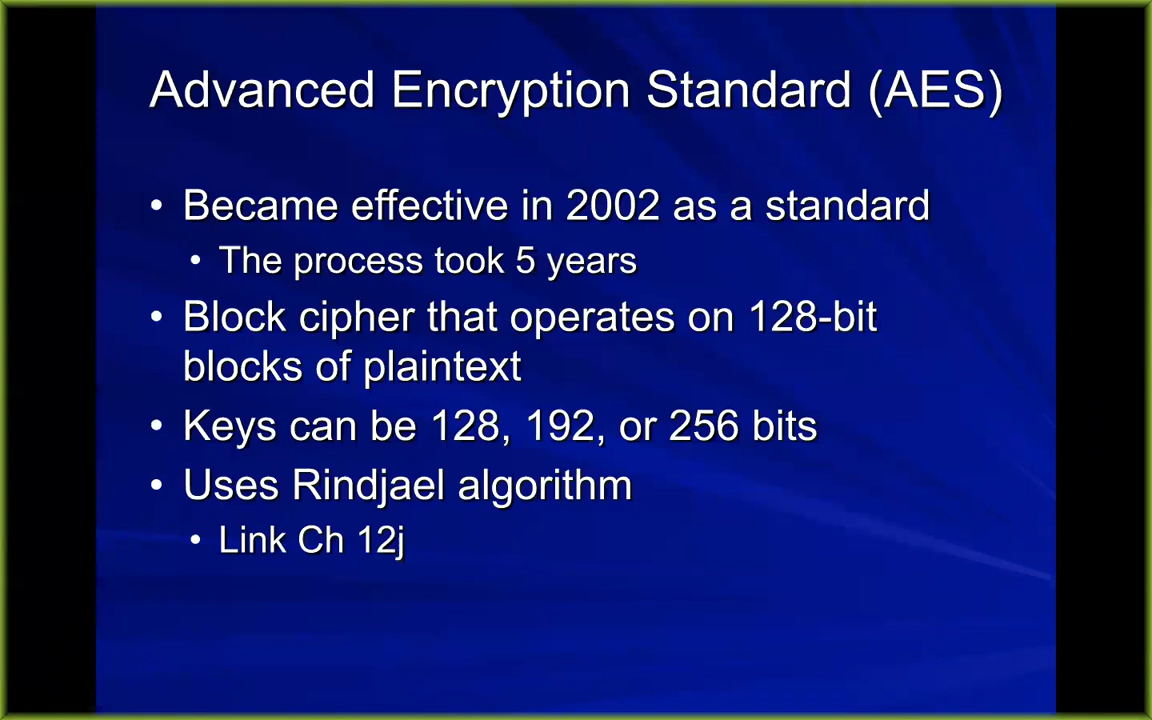 Advanced Encryption Standard (AES)
• Became effective in 2002 as a standard
• The process took 5 years
• Block cipher that operates on 128-bit
blocks of plaintext
• Keys can be 128, 192, or 256 bits
• Uses Rindjael algorithm
• Link Ch 12j